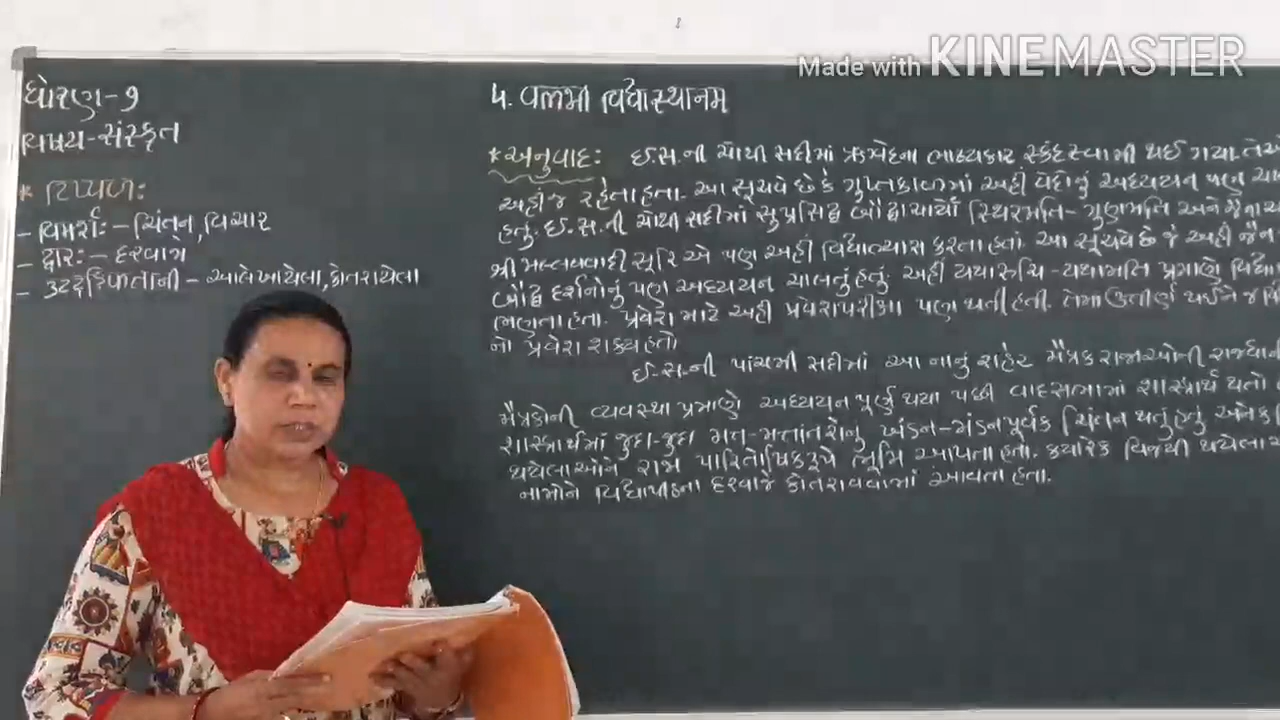 Made with KINEMASTER
ધોરણ-૧
વિષય-સંસ્કૃત
* ટિપ્પણ:
- વિમર્શ: - ચિંતન, વિચાર
- દ્વાર: - દરવાજો
- ઉટ્ટંકિતાની - આલેખાયેલા, કોતરાયેલા
૫. વલભી વિદ્યાસ્થાનમ
* અનુવાદ: ઈ.સ.ની ચોથી સદીમાં ઋગ્વેદના ભાષ્યકાર સ્કંદસ્વામી થઈ ગયા.
અહીં જ રહેતા હતા. આ સૂચવે છે કે ગુપ્તકાળમાં અહીં વેદોનું અધ્યયન પણ
હતું. ઈ.સ.ની ચોથી સદીમાં સુપ્રસિદ્ધ બૌદ્ધાચાર્યો સ્થિરમતિ-ગુણમતિ અને જૈનાચાર્ય
શ્રી મલ્લવાદી સૂરિ એ પણ અહીં વિદ્યાભ્યાસ કરતા હતાં. આ સૂચવે છે જે અહીં જૈન
બૌદ્ધ દર્શનોનું પણ અધ્યયન ચાલતું હતું. અહીં યથારુચિ-યથામતિ પ્રમાણે
ભણતા હતા. પ્રવેશ માટે અહીં પ્રવેશપરીક્ષા પણ થતી હતી. તેમાં ઉત્તીર્ણ થઈને જ
નો પ્રવેશ શક્ય હતો
ઈ.સ.ની પાંચમી સદીમાં આ નાનું શહેર મૈત્રક રાજાઓની રાજધાની
મૈત્રકોની વ્યવસ્થા પ્રમાણે અધ્યયન પૂર્ણ થયા પછી વાદસભામાં શાસ્ત્રાર્થ થતો
શાસ્ત્રાર્થમાં જુદા-જુદા મત-મત્તાંતરોનુ ખંડન-મંડનપૂર્વક ચિંતન થતું હતું અને
થયેલાઓને રાજા પારિતોષિકરૂપે ભૂમિ આપતા હતા. ક્યારેક વિજયી થયેલા
નામોને વિદ્યાપીઠના દરવાજે કોતરાવવામાં આવતા હતા.